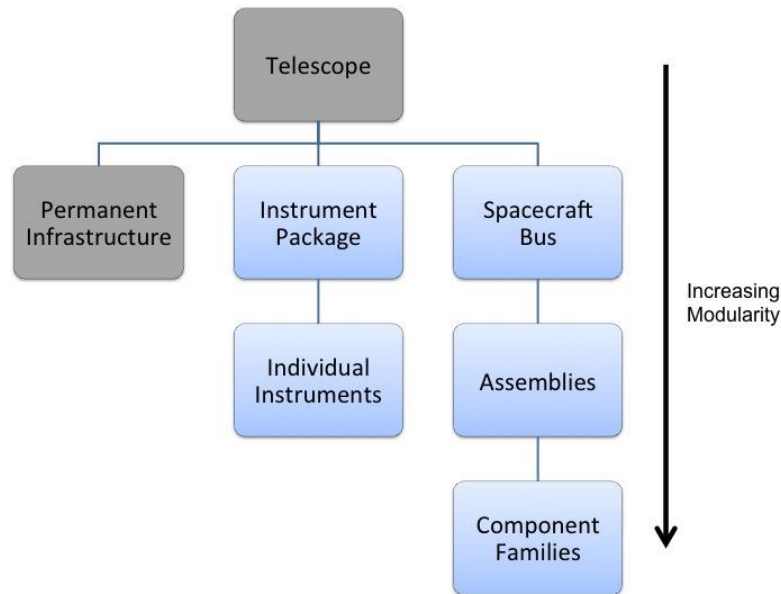 Telescope
Permanent
Infrastructure
Instrument
Package
Spacecraft
Bus
Increasing
Modularity
Individual
Instruments
Assemblies
Component
Families